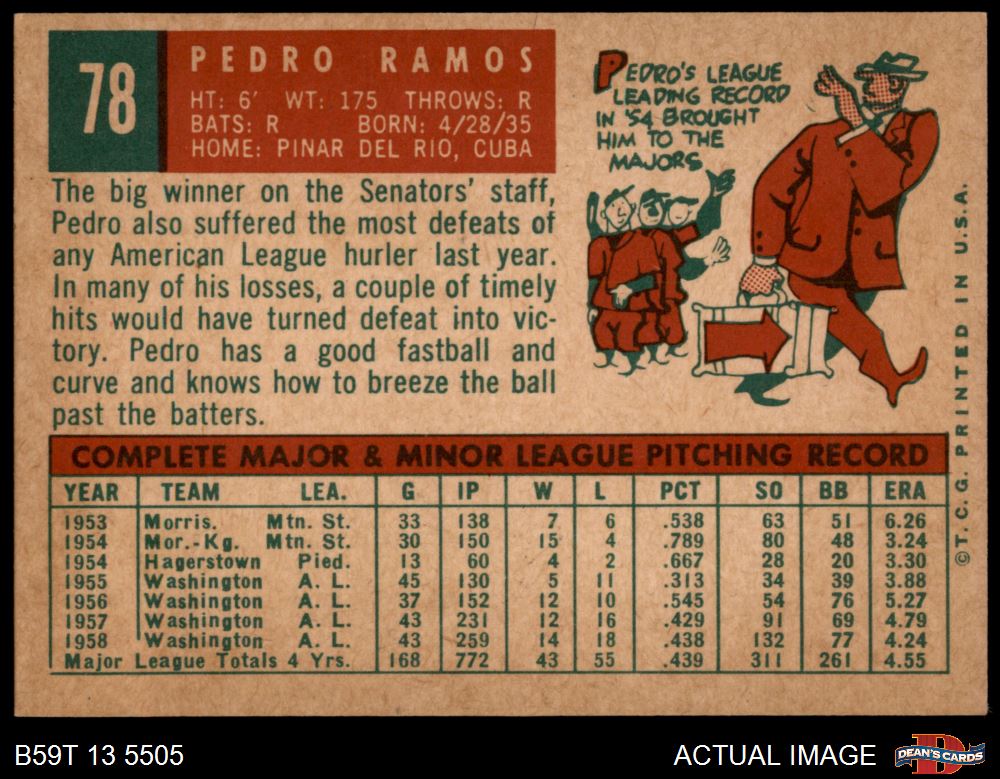 78
PEDRO RAMOS
HT: 6' WT: 175 THROWS: R
BATS: R BORN: 4/28/35
HOME: PINAR DEL RIO, CUBA
The big winner on the Senators' staff,
Pedro also suffered the most defeats of
any American League hurler last year.
In many of his losses, a couple of timely
hits would have turned defeat into vic-
tory. Pedro has a good fastball and
curve and knows how to breeze the ball
past the batters.
PEDRO'S LEAGUE
LEADING RECORD
IN '54 BROUGHT
HIM TO THE
MAJORS
COMPLETE MAJOR & MINOR LEAGUE PITCHING RECORD
YEAR TEAM LEA. G IP W L PCT SO BB ERA
1953 Morris. Mtn. St. 33 138 7 6 .538 63 51 6.26
1954 Mor.-Kg. Mtn. St. 30 150 15 4 .789 80 48 3.24
1954 Hagerstown Pied. 13 60 4 2 .667 28 20 3.30
1955 Washington A. L. 45 130 5 11 .313 34 39 3.88
1956 Washington A. L. 37 152 12 10 .545 54 76 5.27
1957 Washington A. L. 43 231 12 16 .429 91 69 4.79
1958 Washington A. L. 43 259 14 18 .438 132 77 4.24
Major League Totals 4 Yrs. 168 772 43 55 .439 311 261 4.55
©T.C.G. PRINTED IN U.S.A.
B59T 13 5505
ACTUAL IMAGE
DEAN'S CARDS